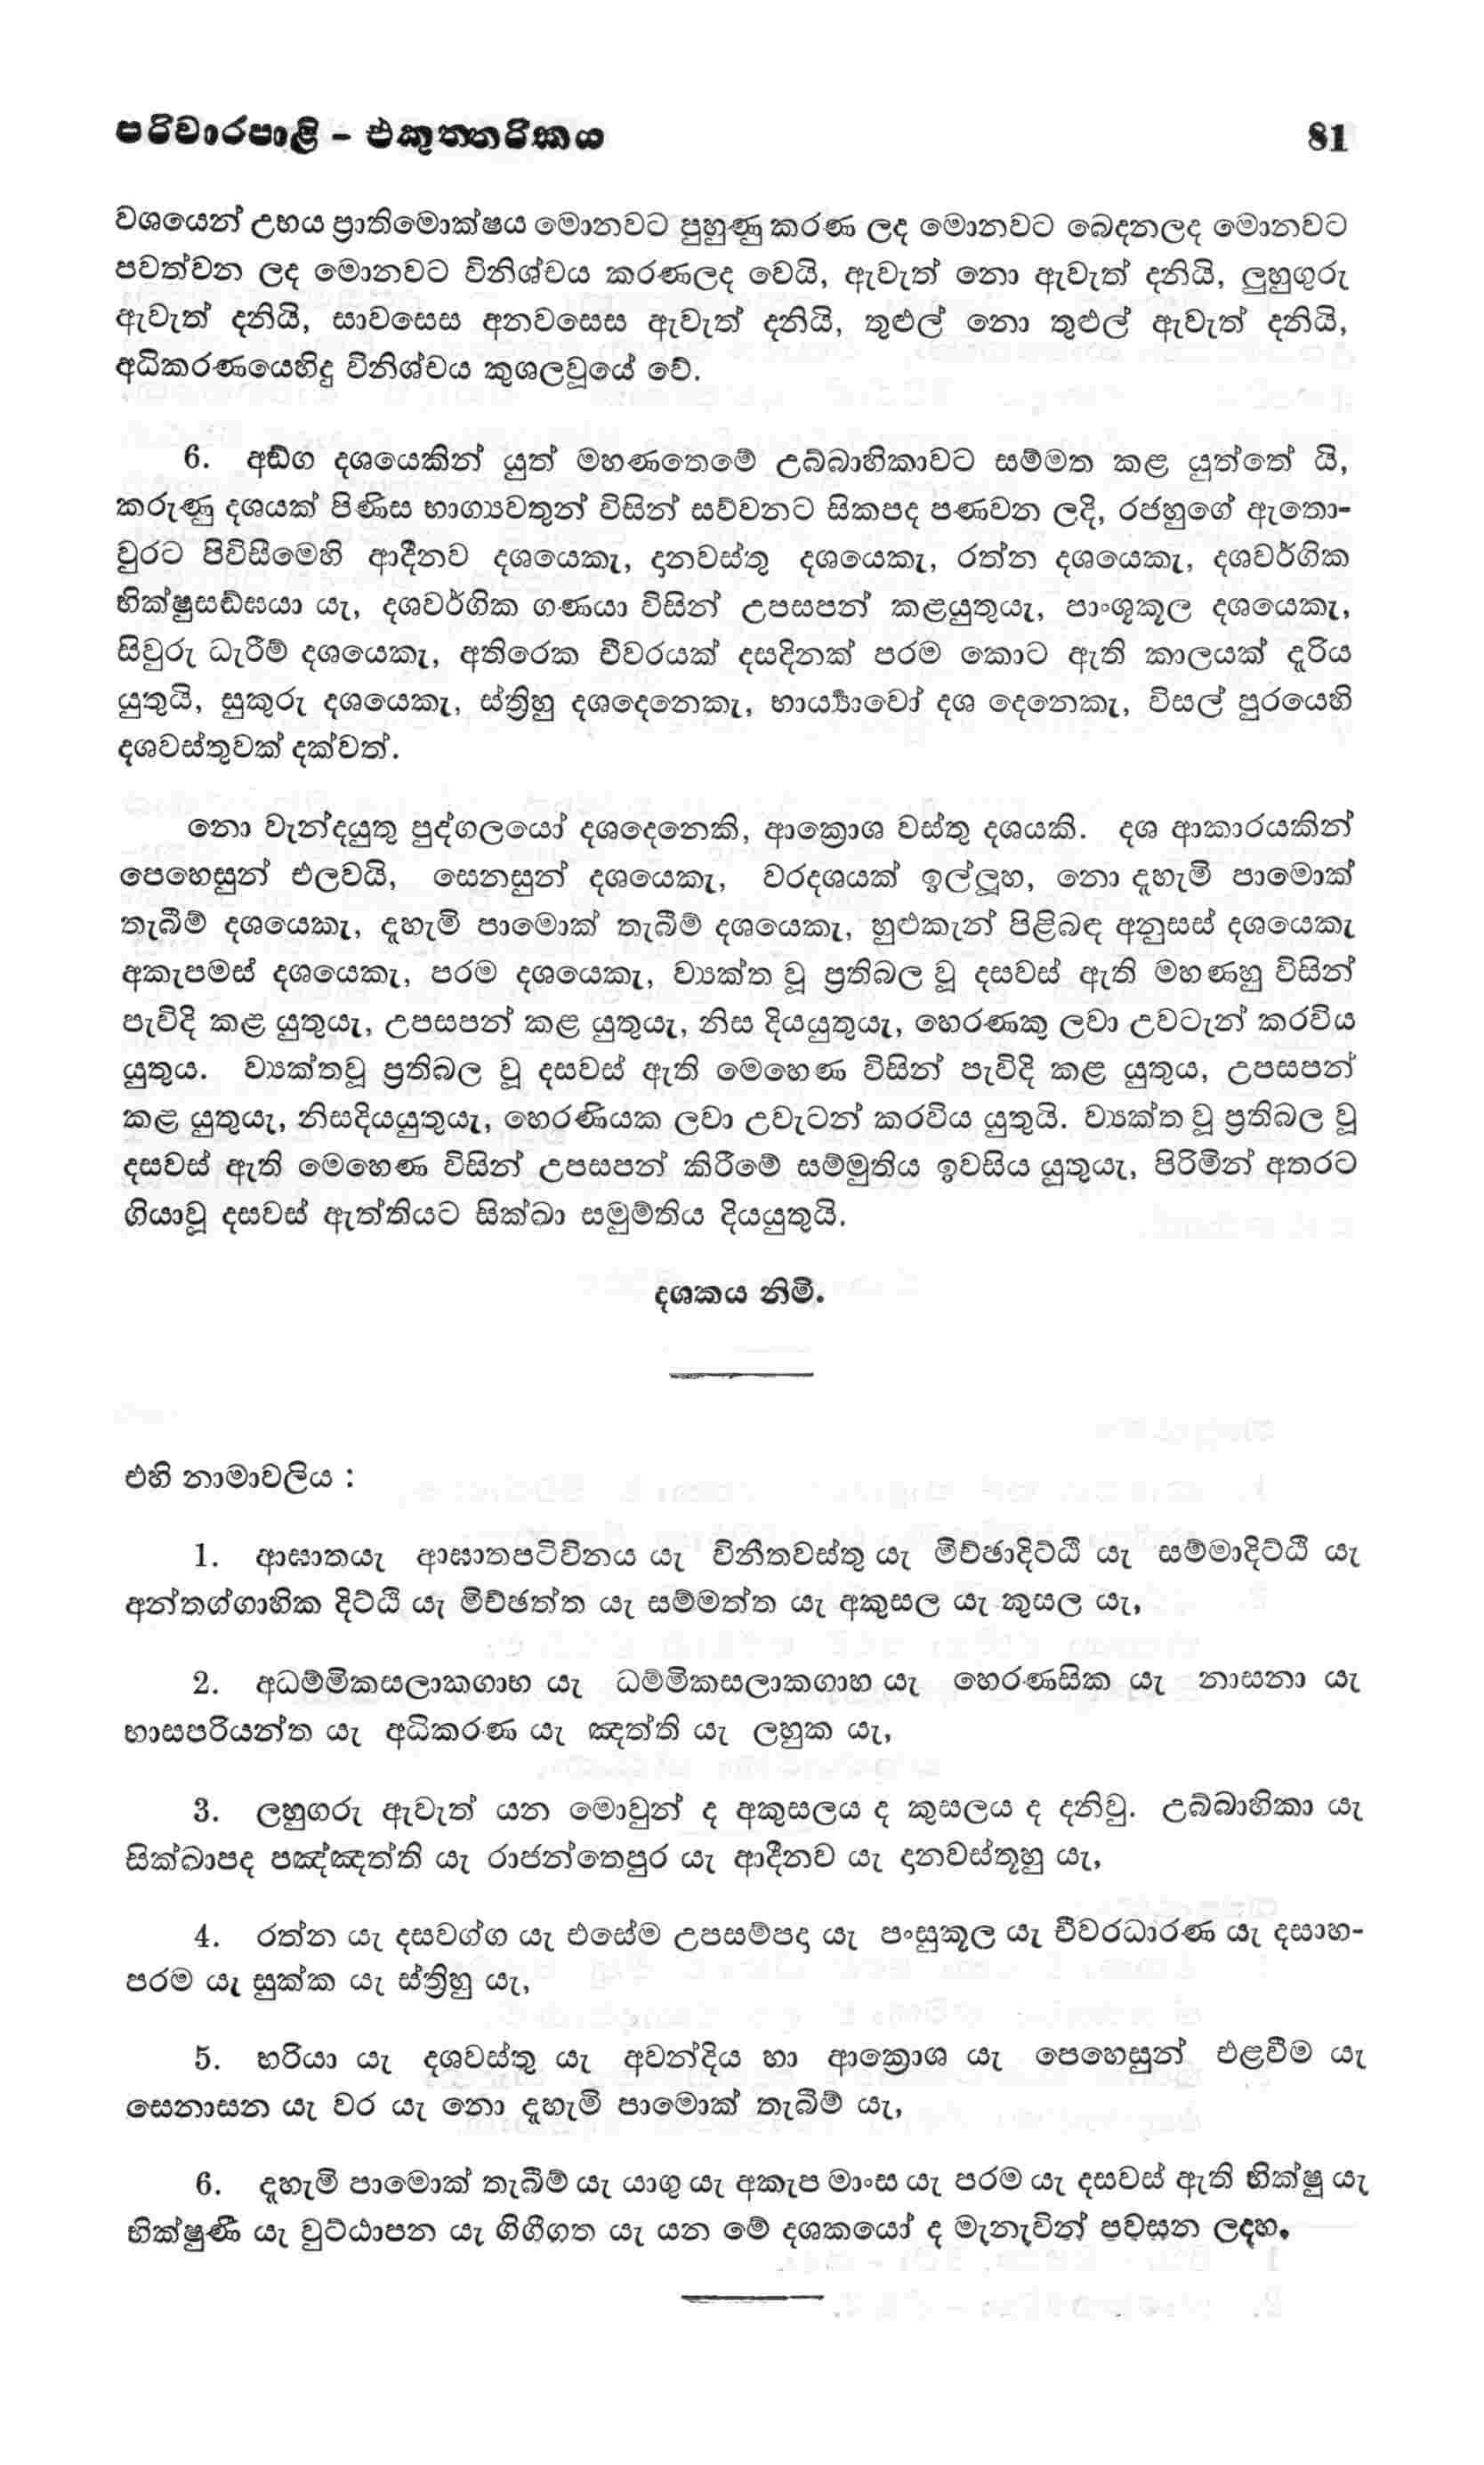 පරිවාරපාළි - එකුත්තරිකය 81
වශයෙන් උභය ප්‍රාතිමොක්ෂය මොනවට පුහුණු කරණ ලද මොනවට බෙදනලද මොනවට
පවත්වන ලද මොනවට විනිශ්චය කරණලද වෙයි, ඇවැත් නො ඇවැත් දනියි, ලුහුගුරු
ඇවැත් දනියි, සාවසෙස අනවසෙස ඇවැත් දනියි, තුළුල් නො තුළුල් ඇවැත් දනියි,
අධිකරණයෙහිදු විනිශ්චය කුශලවූයේ වේ.
6. අඞ්ග දශයෙකින් යුත් මහණතෙමේ උබ්බාහිකාවට සම්මත කළ යුත්තේ යි,
කරුණු දශයක් පිණිස භාග්‍යවතුන් විසින් සව්වනට සිකපද පණවන ලදි, රජහුගේ ඇතො-
වුරට පිවිසීමෙහි ආදීනව දශයෙකැ, දානවස්තු දශයෙකැ, රත්න දශයෙකැ, දශවර්ගික
භික්ෂුසඞ්ඝයා යැ, දශවර්ගික ගණයා විසින් උපසපන් කළයුතුයැ, පාංශුකූල දශයෙකැ,
සිවුරු ධැරීම් දශයෙකැ, අතිරෙක චීවරයක් දසදිනක් පරම කොට ඇති කාලයක් දැරිය
යුතුයි, සුකුරු දශයෙකැ, ස්ත්‍රිහු දශදෙනෙකැ, භාර්‍ය්‍යාවෝ දශ දෙනෙකැ, විසල් පුරයෙහි
දශවස්තුවක් දක්වත්.
නො වැන්දයුතු පුද්ගලයෝ දශදෙනෙකි, ආක්‍රොශ වස්තු දශයකි. දශ ආකාරයකින්
පෙහෙසුන් එලවයි, සෙනසුන් දශයෙකැ, වරදශයක් ඉල්ලූහ, නො දැහැමි පාමොක්
තැබීම් දශයෙකැ, දැහැමි පාමොක් තැබීම් දශයෙකැ, හුළුකැන් පිළිබඳ අනුසස් දශයෙකැ
අකැපමස් දශයෙකැ, පරම දශයෙකැ, ව්‍යක්ත වූ ප්‍රතිබල වූ දසවස් ඇති මහණහු විසින්
පැවිදි කළ යුතුයැ, උපසපන් කළ යුතුයැ, නිස දියයුතුයැ, හෙරණකු ලවා උවටැන් කරවිය
යුතුය. ව්‍යක්තවූ ප්‍රතිබල වූ දසවස් ඇති මෙහෙණ විසින් පැවිදි කළ යුතුය, උපසපන්
කළ යුතුයැ, නිසදියයුතුයැ, හෙරණියක ලවා උවැටන් කරවිය යුතුයි. ව්‍යක්ත වූ ප්‍රතිබල වූ
දසවස් ඇති මෙහෙණ විසින් උපසපන් කිරීමේ සම්මුතිය ඉවසිය යුතුයැ, පිරිමින් අතරට
ගියාවූ දසවස් ඇත්තියට සික්ඛා සමුම්තිය දියයුතුයි.
දශකය නිමි.
එහි නාමාවලිය :
1. ආඝාතයැ ආඝාතපටිවිනය යැ විනීතවස්තු යැ මිච්ඡාදිට්ඨි යැ සම්මාදිට්ඨි යැ
අන්තග්ගාහික දිට්ඨි යැ මිච්ඡත්ත යැ සම්මත්ත යැ අකුසල යැ කුසල යැ,
2. අධම්මිකසලාකගාහ යැ ධම්මිකසලාකගාහ යැ හෙරණසික යැ නාසනා යැ
භාසපරියන්ත යැ අධිකරණ යැ ඤත්ති යැ ලහුක යැ,
3. ලහුගරු ඇවැත් යන මොවුන් ද අකුසලය ද කුසලය ද දනිවු. උබ්බාහිකා යැ
සික්ඛාපද පඤ්ඤත්ති යැ රාජන්තෙපුර යැ ආදීනව යැ දානවස්තූහු යැ,
4. රත්න යැ දසවග්ග යැ එසේම උපසම්පදා යැ පංසුකූල යැ චීවරධාරණ යැ දසාහ-
පරම යැ සුක්ක යැ ස්ත්‍රිහු යැ,
5. භරියා යැ දශවස්තු යැ අවන්දිය හා ආක්‍රොශ යැ පෙහෙසුන් එළවීම යැ
සෙනාසන යැ වර යැ නො දැහැමි පාමොක් තැබීම් යැ,
6. දැහැමි පාමොක් තැබීම් යැ යාගු යැ අකැප මාංස යැ පරම යැ දසවස් ඇති භික්ෂු යැ
භික්ෂුණී යැ වුට්ඨාපන යැ ගිගීගත යැ යන මේ දශකයෝ ද මැනැවින් පවසන ලදහ.